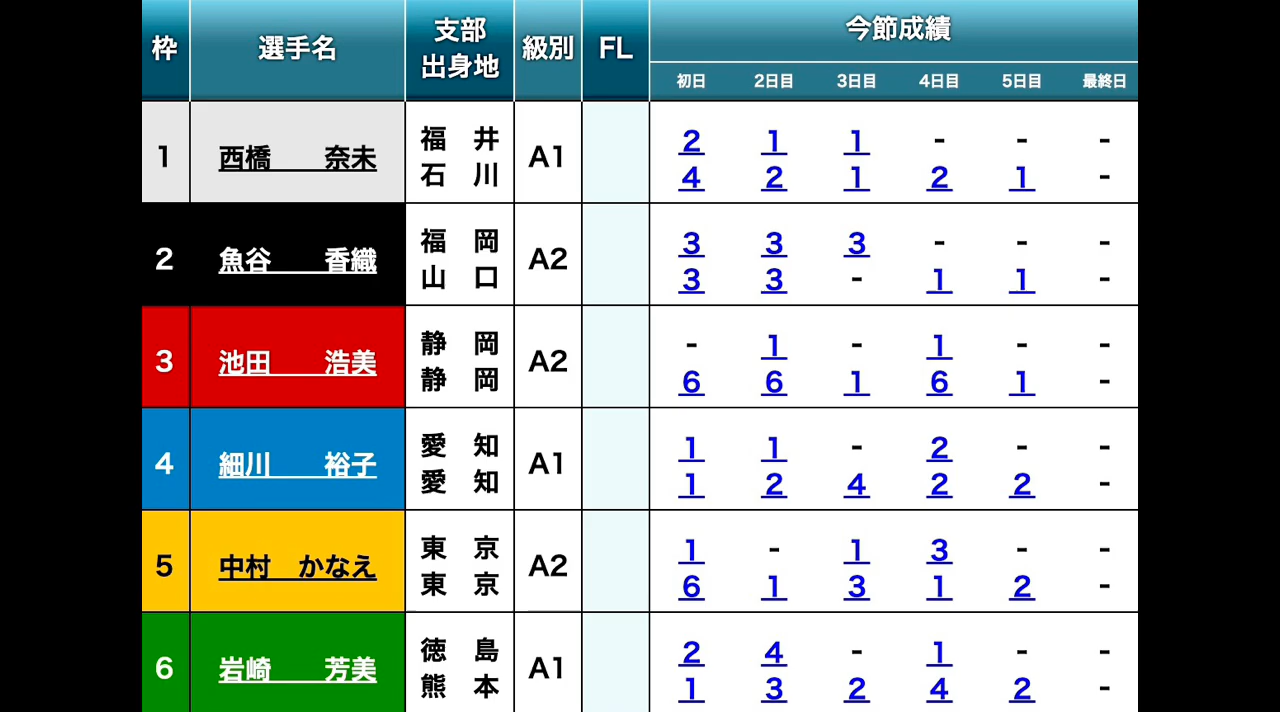 枠 選手名 支部 出身地 級別 FL 今節成績
初日 2日目 3日目 4日目 5日目 最終日
1 西橋 奈未 福井 石川 A1
2 1 1 - - -
4 2 1 2 1 -
2 魚谷 香織 福岡 山口 A2
3 3 3 - - -
3 3 - 1 1 -
3 池田 浩美 静岡 静岡 A2
- 1 - 1 - -
6 6 1 6 1 -
4 細川 裕子 愛知 愛知 A1
1 1 - 2 - -
1 2 4 2 2 -
5 中村 かなえ 東京 東京 A2
1 - 1 3 - -
6 1 3 1 2 -
6 岩崎 芳美 徳島 熊本 A1
2 4 - 1 - -
1 3 2 4 2 -